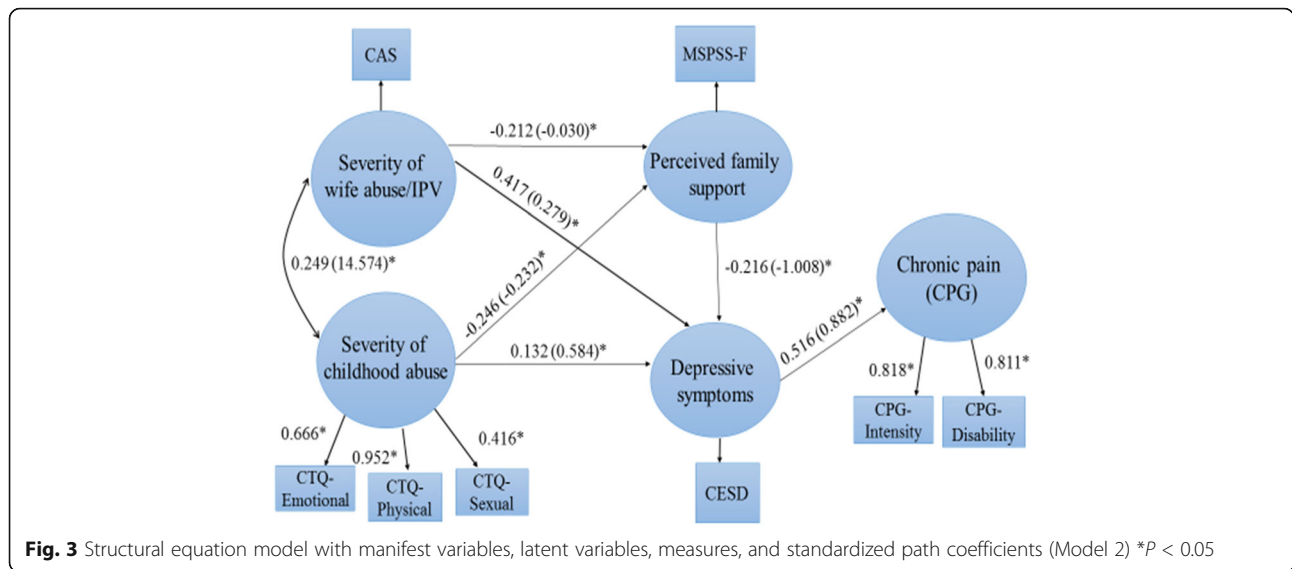 CAS
MSPSS-F
Severity of
wife abuse/IPV
-0.212 (-0.030)*
Perceived family
support
0.417 (0.279)*
0.249 (14.574)*
-0.246 (-0.232)*
-0.216 (-1.008)*
Chronic pain
(CPG)
Severity of
childhood abuse
0.132 (0.584)*
Depressive
symptoms
0.516 (0.882)*
0.818*
0.811*
CPG-
Intensity
CPG-
Disability
0.666*
0.952*
0.416*
CTQ-
Emotional
CTQ-
Physical
CTQ-
Sexual
CESD
Fig. 3 Structural equation model with manifest variables, latent variables, measures, and standardized path coefficients (Model 2) *P < 0.05